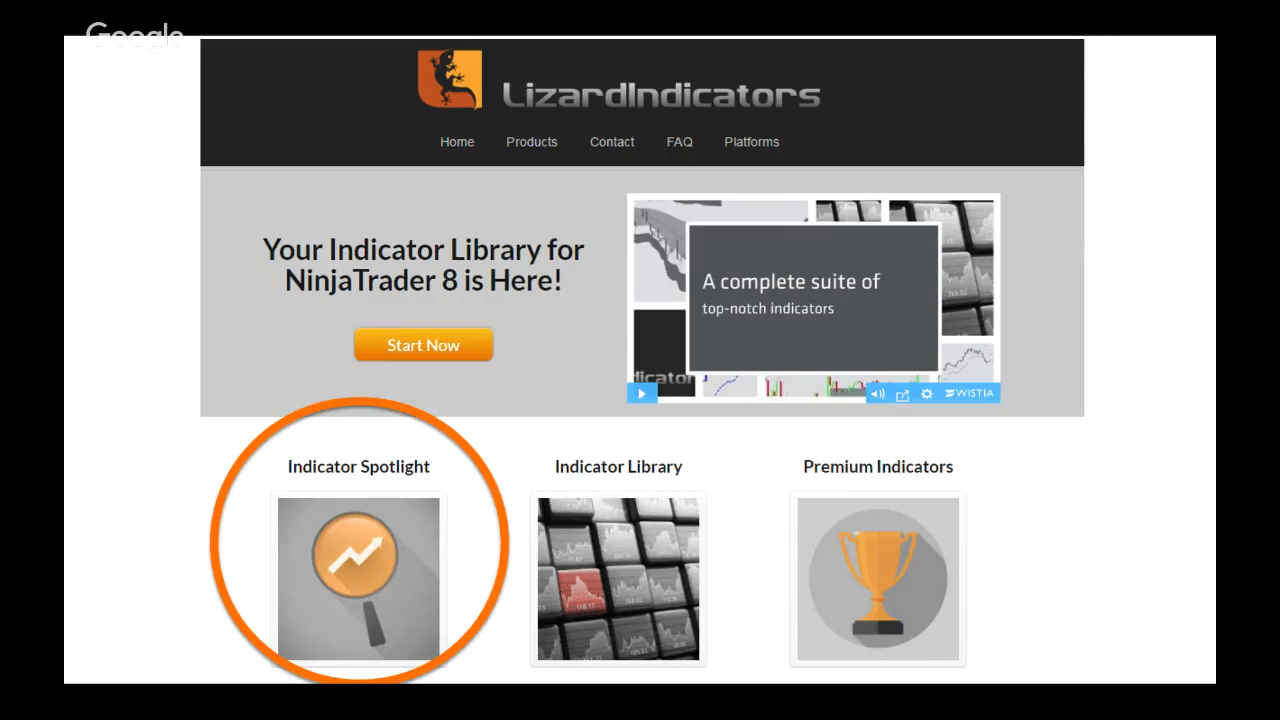 Google
LizardIndicators
Home Products Contact FAQ Platforms
Your Indicator Library for
NinjaTrader 8 is Here!
Start Now
A complete suite of
top-notch indicators
dicator
WISTIA
Indicator Spotlight Indicator Library Premium Indicators